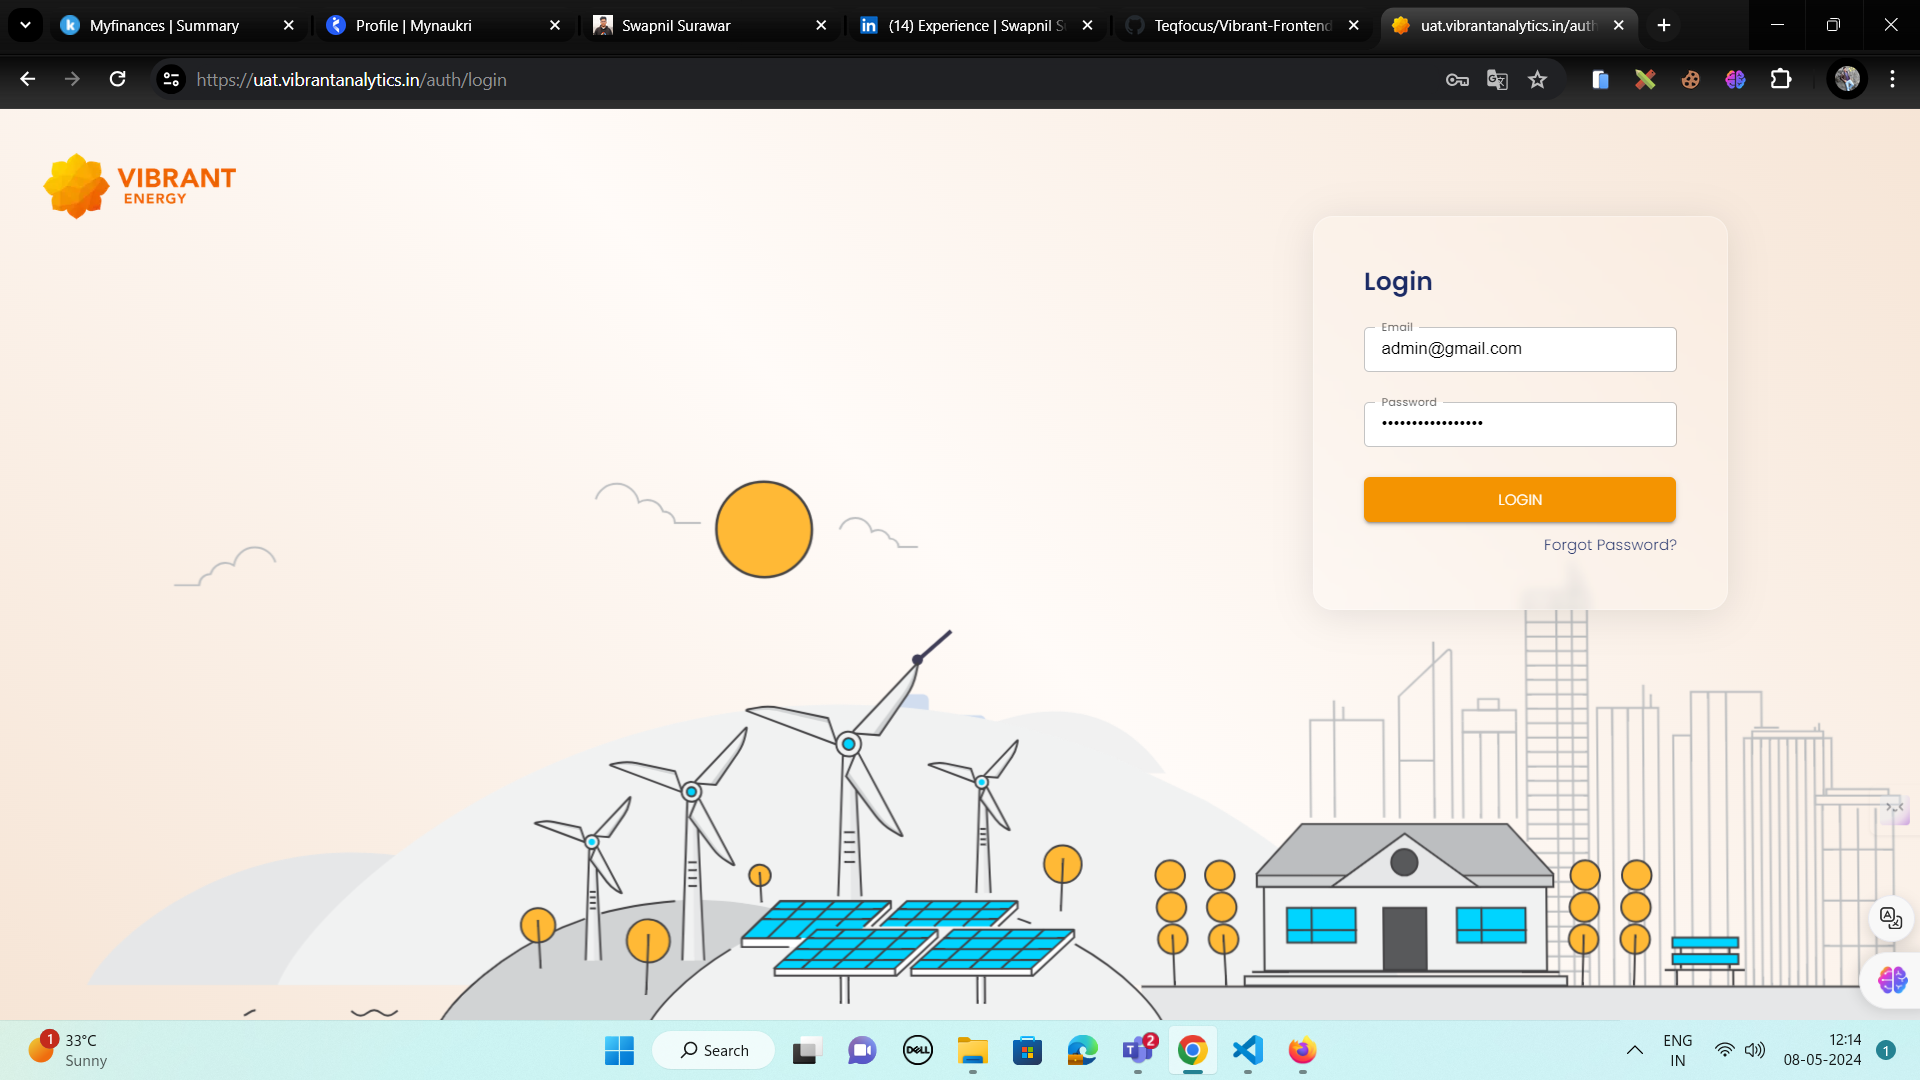 Myfinances | Summary
Profile | Mynaukri
Swapnil Surawar
(14) Experience | Swapnil S
Teqfocus/Vibrant-Frontend
uat.vibrantanalytics.in/auth
https://uat.vibrantanalytics.in/auth/login
VIBRANT
ENERGY
Login
Email
admin@gmail.com
Password
LOGIN
Forgot Password?
1
33°C
Sunny
Search
DELL
2
ENG
IN
12:14
08-05-2024
1